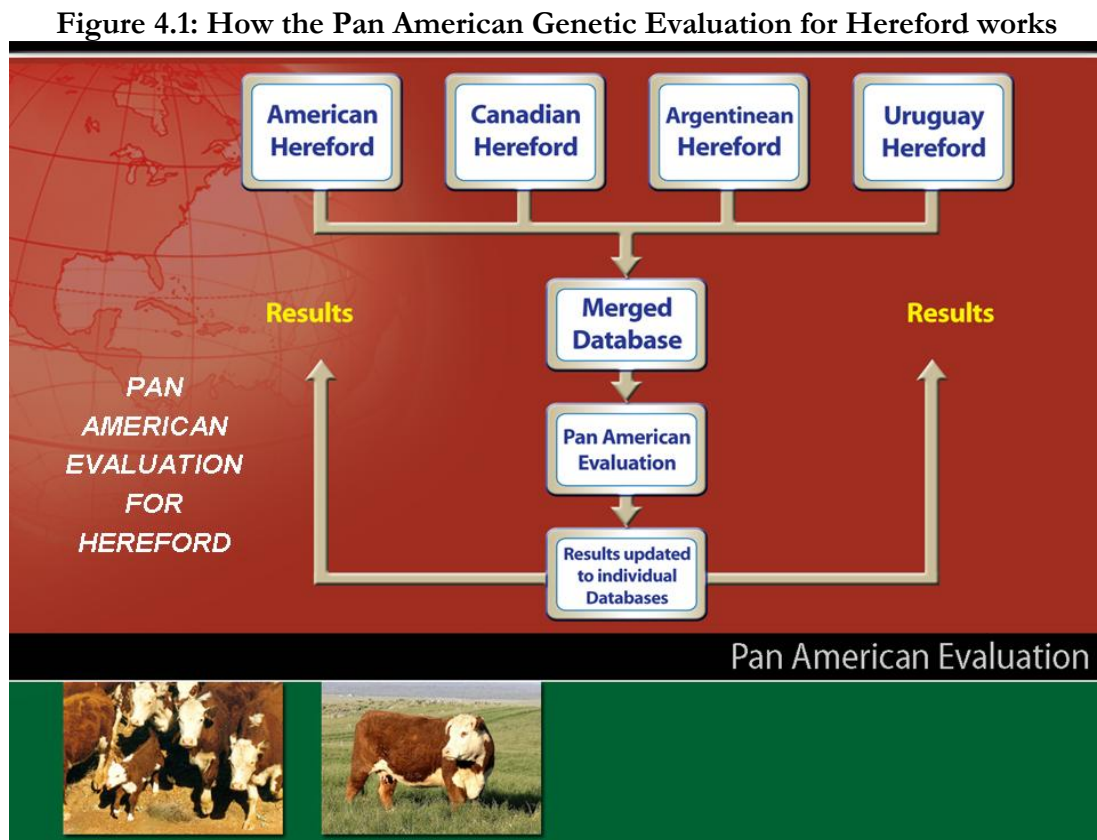 Figure 4.1: How the Pan American Genetic Evaluation for Hereford works
American
Hereford
Canadian
Hereford
Argentinean
Hereford
Uruguay
Hereford
Results
Merged
Database
Results
PAN
AMERICAN
EVALUATION
FOR
HEREFORD
Pan American
Evaluation
Results updated
to individual
Databases
Pan American Evaluation